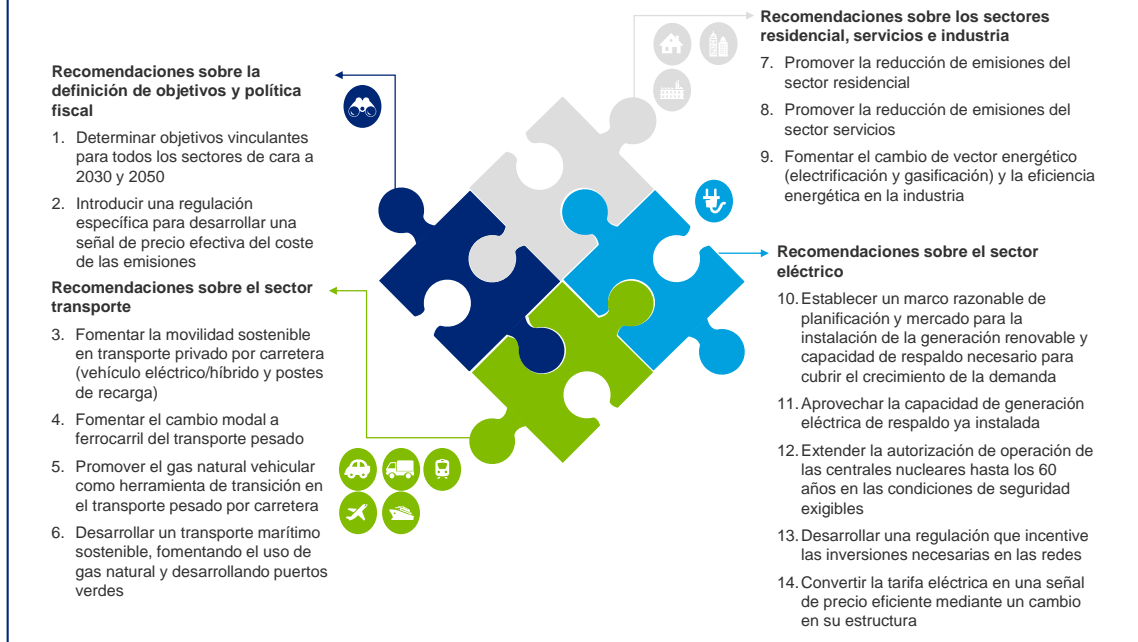 Recomendaciones sobre la
definición de objetivos y política
fiscal
1. Determinar objetivos vinculantes
para todos los sectores de cara a
2030 y 2050
2. Introducir una regulación
específica para desarrollar una
señal de precio efectiva del coste
de las emisiones
Recomendaciones sobre el sector
transporte
3. Fomentar la movilidad sostenible
en transporte privado por carretera
(vehículo eléctrico/híbrido y postes
de recarga)
4. Fomentar el cambio modal a
ferrocarril del transporte pesado
5. Promover el gas natural vehicular
como herramienta de transición en
el transporte pesado por carretera
6. Desarrollar un transporte marítimo
sostenible, fomentando el uso de
gas natural y desarrollando puertos
verdes
Recomendaciones sobre los sectores
residencial, servicios e industria
7. Promover la reducción de emisiones del
sector residencial
8. Promover la reducción de emisiones del
sector servicios
9. Fomentar el cambio de vector energético
(electrificación y gasificación) y la eficiencia
energética en la industria
Recomendaciones sobre el sector
eléctrico
10. Establecer un marco razonable de
planificación y mercado para la
instalación de la generación renovable y
capacidad de respaldo necesario para
cubrir el crecimiento de la demanda
11. Aprovechar la capacidad de generación
eléctrica de respaldo ya instalada
12. Extender la autorización de operación de
las centrales nucleares hasta los 60
años en las condiciones de seguridad
exigibles
13. Desarrollar una regulación que incentive
las inversiones necesarias en las redes
14. Convertir la tarifa eléctrica en una señal
de precio eficiente mediante un cambio
en su estructura